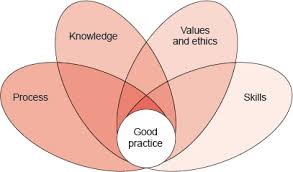 Knowledge
Values
and ethics
Process
Skills
Good
practice